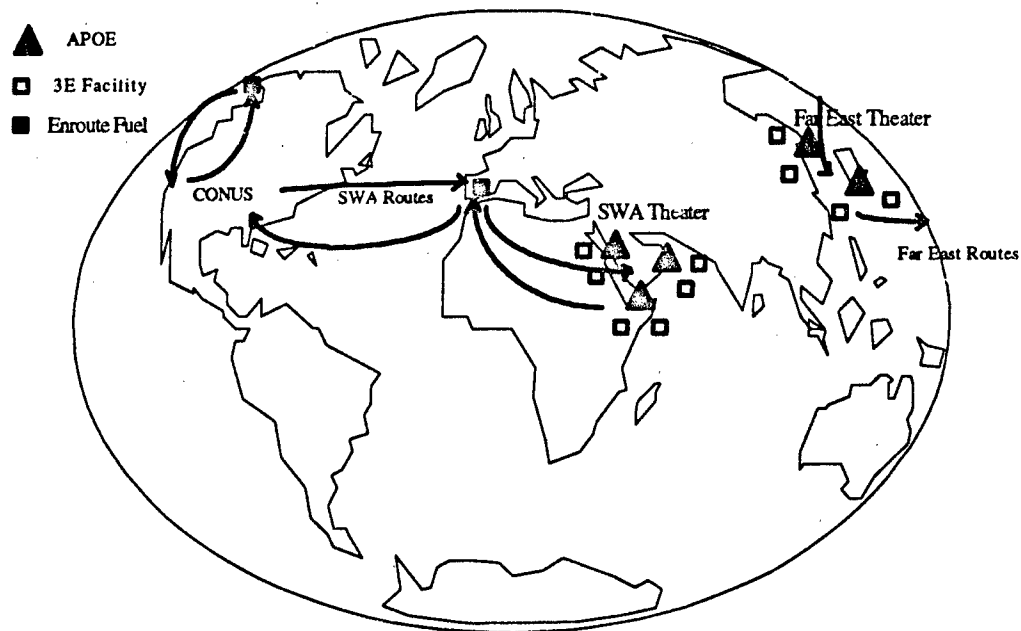 APOE
3E Facility
Enroute Fuel
Far East Theater
CONUS
SWA Routes
SWA Theater
Far East Routes